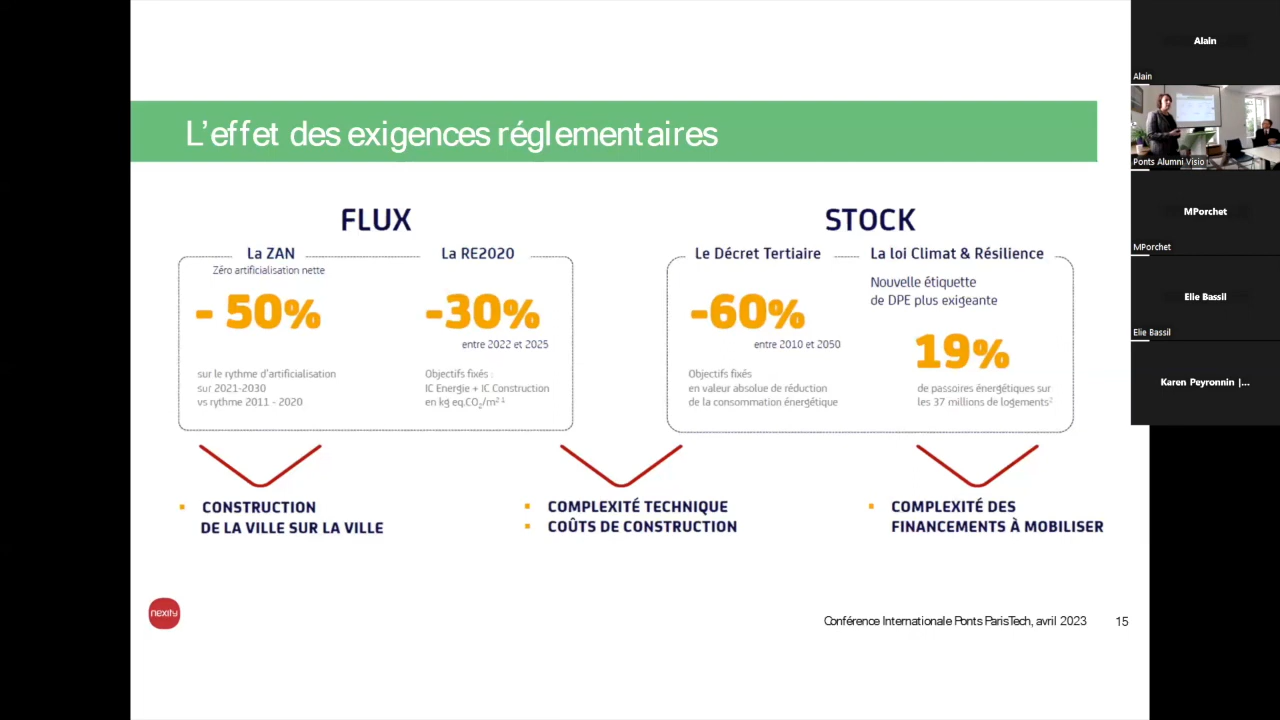 L'effet des exigences réglementaires
FLUX
La ZAN
Zéro artificialisation nette
- 50%
sur le rythme d'artificialisation
sur 2021-2030
vs rythme 2011 - 2020
La RE2020
-30%
entre 2022 et 2025
Objectifs fixés :
IC Energie + IC Construction
en kg eq.CO₂/m² ¹
STOCK
Le Décret Tertiaire
-60%
entre 2010 et 2050
Objectifs fixés
en valeur absolue de réduction
de la consommation énergétique
La loi Climat & Résilience
Nouvelle étiquette
de DPE plus exigeante
19%
de passoires énergétiques sur
les 37 millions de logements²
CONSTRUCTION
DE LA VILLE SUR LA VILLE
COMPLEXITÉ TECHNIQUE
COÛTS DE CONSTRUCTION
COMPLEXITÉ DES
FINANCEMENTS À MOBILISER
nexity
Conférence Internationale Ponts ParisTech, avril 2023
15
Alain
Alain
Ponts Alumni Visio
MPorchet
MPorchet
Elie Bassil
Elie Bassil
Karen Peyronnin |...